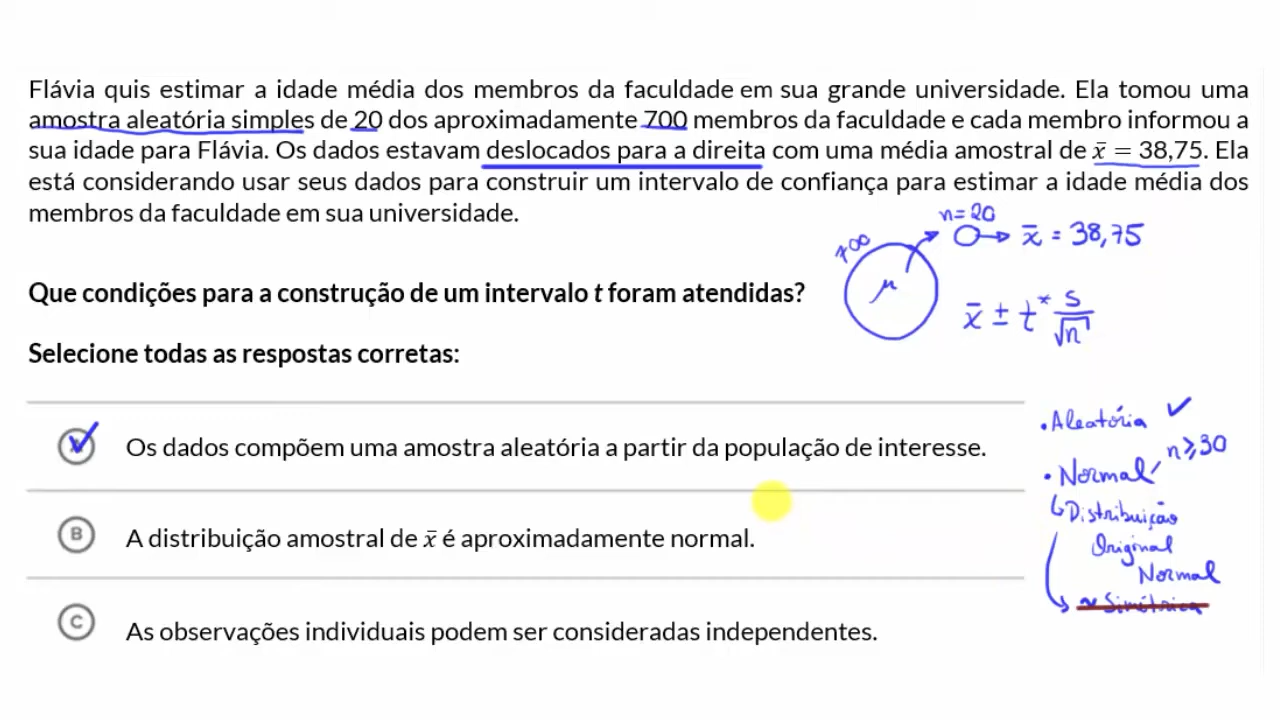 Flávia quis estimar a idade média dos membros da faculdade em sua grande universidade. Ela tomou uma
amostra aleatória simples de 20 dos aproximadamente 700 membros da faculdade e cada membro informou a
sua idade para Flávia. Os dados estavam deslocados para a direita com uma média amostral de x̄ = 38,75. Ela
está considerando usar seus dados para construir um intervalo de confiança para estimar a idade média dos
membros da faculdade em sua universidade.
n=20
700
x̄ = 38,75
μ
Que condições para a construção de um intervalo t foram atendidas?
x̄ ± t* s/√n
Selecione todas as respostas corretas:
• Aleatória ✓
Os dados compõem uma amostra aleatória a partir da população de interesse.
n≥30
• Normal
Distribuição
B A distribuição amostral de x̄ é aproximadamente normal.
Original
Normal
~ Simétrica
C As observações individuais podem ser consideradas independentes.